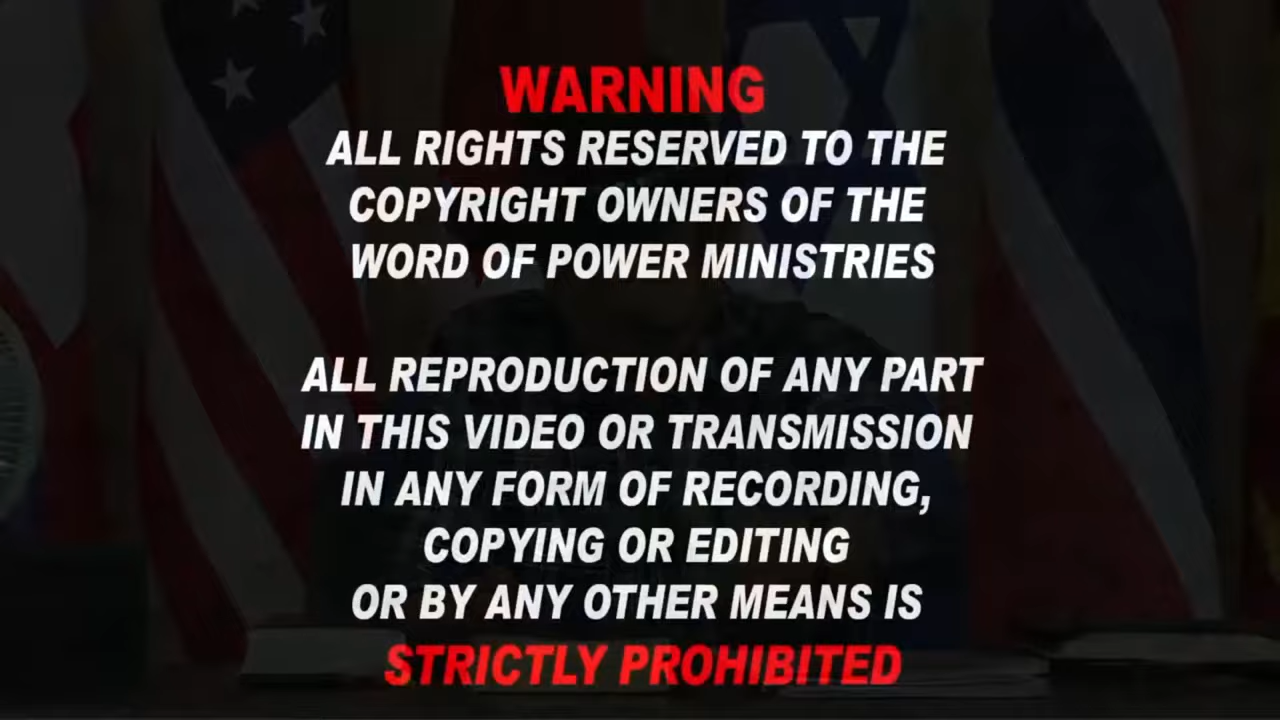 WARNING
ALL RIGHTS RESERVED TO THE
COPYRIGHT OWNERS OF THE
WORD OF POWER MINISTRIES
ALL REPRODUCTION OF ANY PART
IN THIS VIDEO OR TRANSMISSION
IN ANY FORM OF RECORDING,
COPYING OR EDITING
OR BY ANY OTHER MEANS IS
STRICTLY PROHIBITED